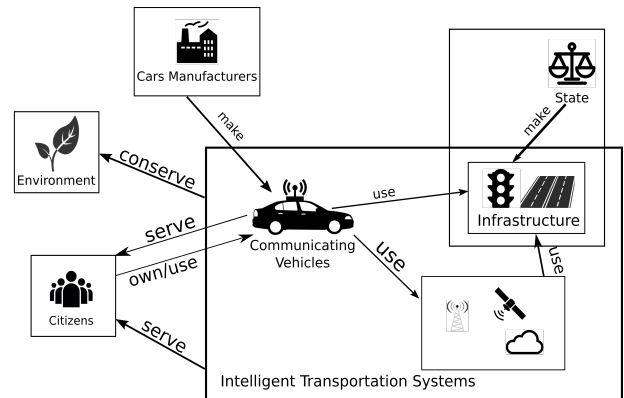 Cars Manufacturers
State
make
make
Environment
conserve
use
Infrastructure
serve
Communicating
Vehicles
own/use
use
use
Citizens
serve
Intelligent Transportation Systems